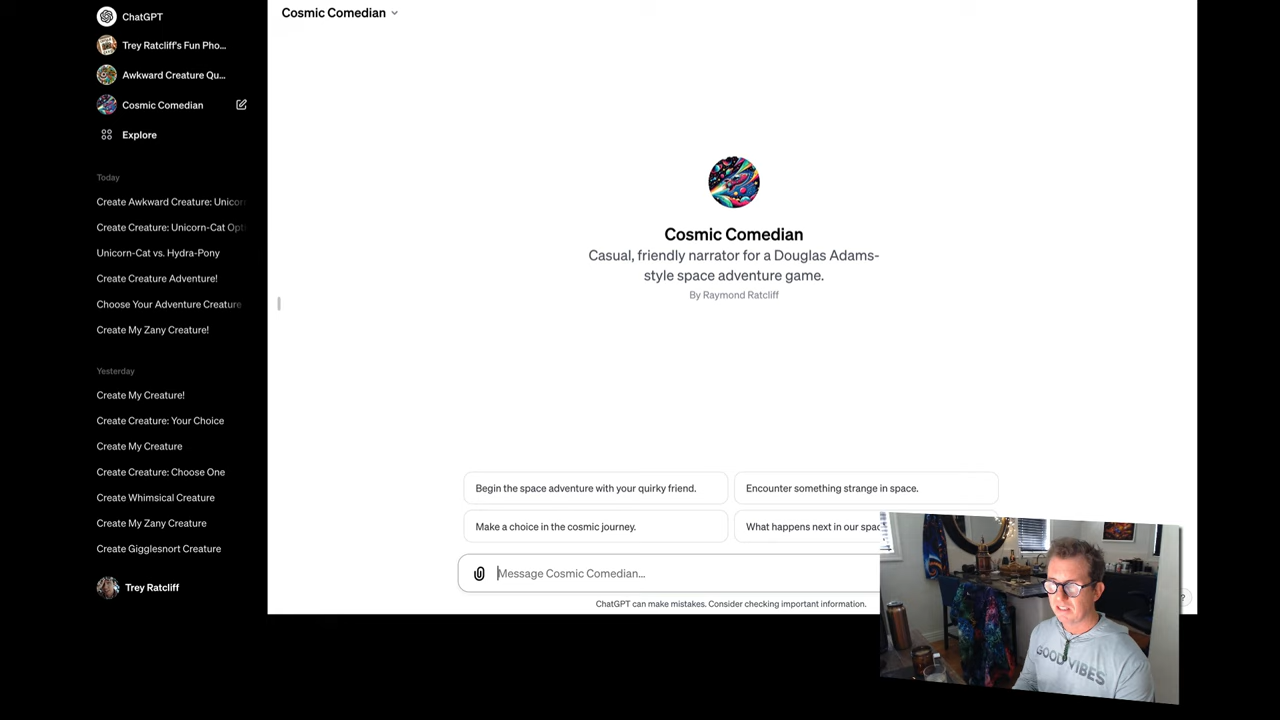 ChatGPT
Trey Ratcliff's Fun Pho...
Awkward Creature Qu...
Cosmic Comedian
Explore
Today
Create Awkward Creature: Unicor
Create Creature: Unicorn-Cat Opt
Unicorn-Cat vs. Hydra-Pony
Create Creature Adventure!
Choose Your Adventure Creature
Create My Zany Creature!
Yesterday
Create My Creature!
Create Creature: Your Choice
Create My Creature
Create Creature: Choose One
Create Whimsical Creature
Create My Zany Creature
Create Gigglesnort Creature
Trey Ratcliff
Cosmic Comedian
Cosmic Comedian
Casual, friendly narrator for a Douglas Adams-
style space adventure game.
By Raymond Ratcliff
Begin the space adventure with your quirky friend.
Encounter something strange in space.
Make a choice in the cosmic journey.
What happens next in our spac
Message Cosmic Comedian...
ChatGPT can make mistakes. Consider checking important information.
?
GOOD VIBES